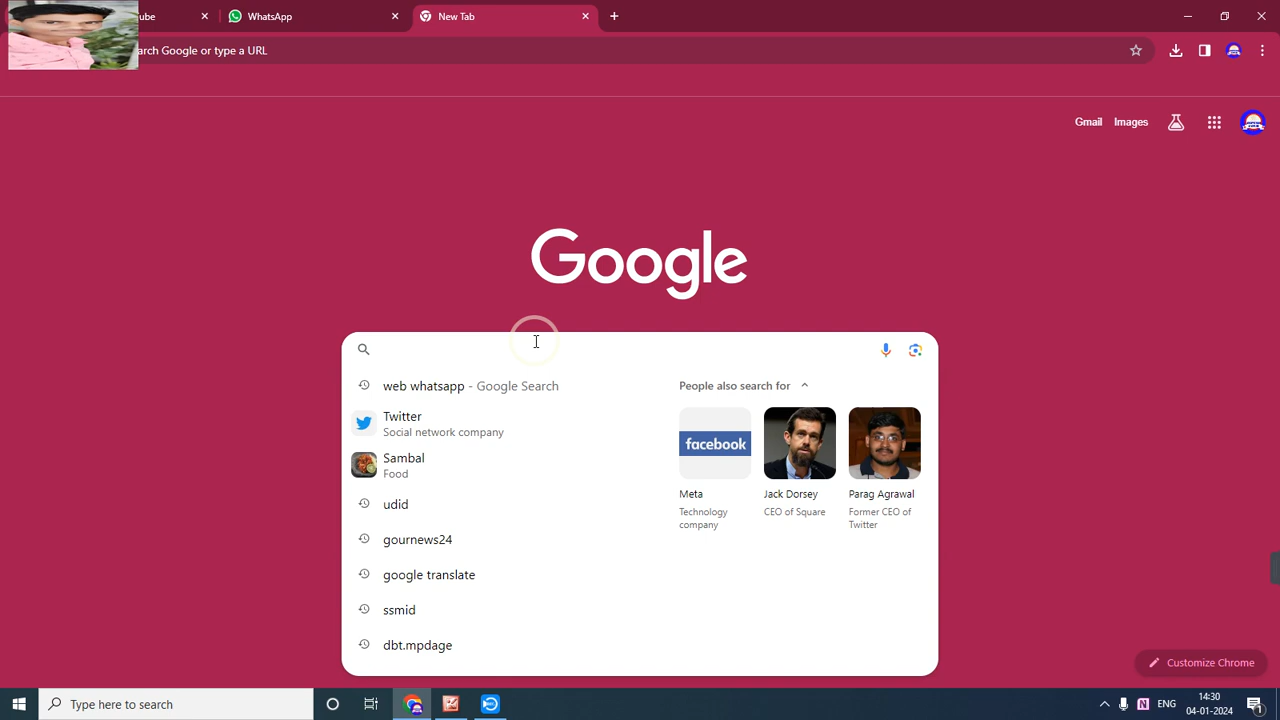 ube
WhatsApp
New Tab
arch Google or type a URL
Gmail Images
Google
web whatsapp - Google Search
Twitter
Social network company
Sambal
Food
udid
gournews24
google translate
ssmid
dbt.mpdage
People also search for
facebook
Meta
Technology
company
Jack Dorsey
CEO of Square
Parag Agrawal
Former CEO of
Twitter
Customize Chrome
Type here to search
ENG
14:30
04-01-2024
1